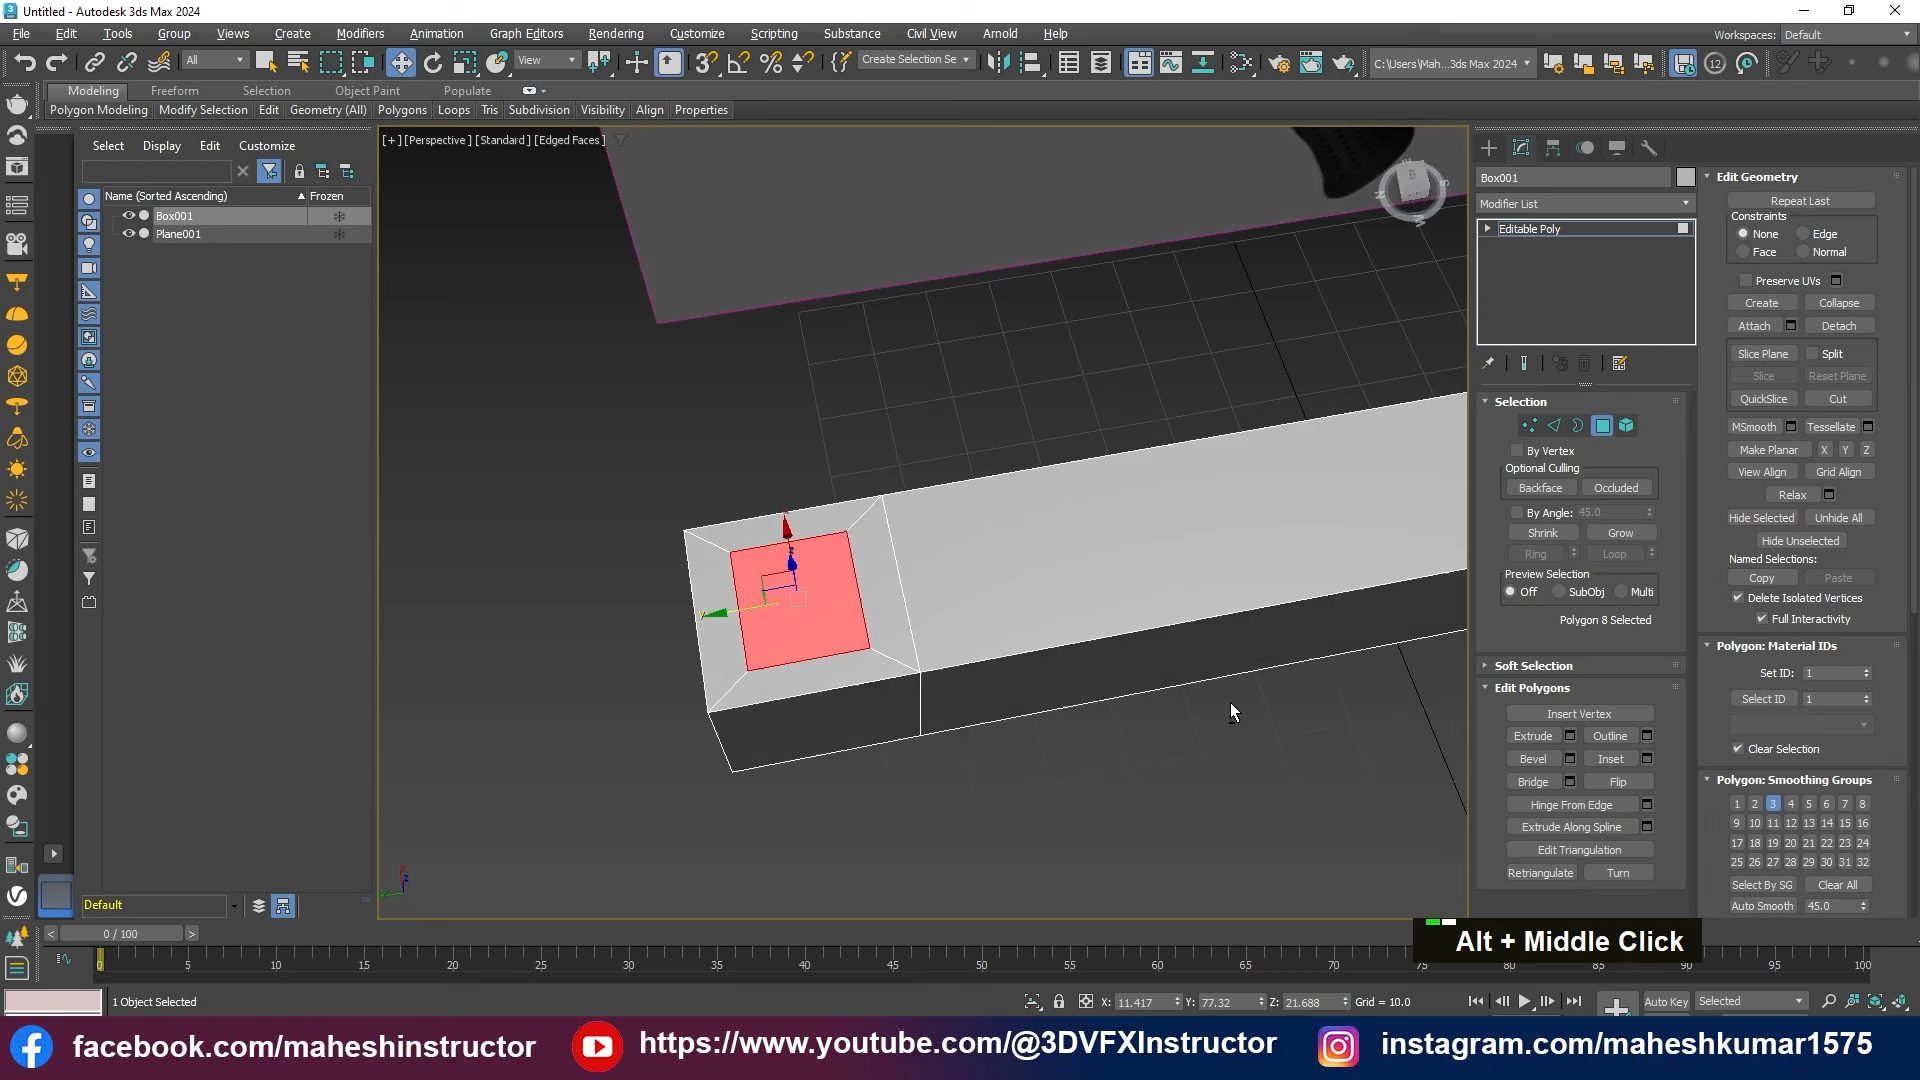 Untitled - Autodesk 3ds Max 2024
File Edit Tools Group Views Create Modifiers Animation Graph Editors Rendering Customize Scripting Substance Civil View Arnold Help Workspaces: Default
All View Create Selection Se C:\Users\Mah...3ds Max 2024
Modeling Freeform Selection Object Paint Populate
Polygon Modeling Modify Selection Edit Geometry (All) Polygons Loops Tris Subdivision Visibility Align Properties
Select Display Edit Customize
Name (Sorted Ascending) Frozen
Box001
Plane001
Default
[+] [Perspective] [Standard] [Edged Faces]
Box001
Modifier List
Editable Poly
Selection
By Vertex
Optional Culling
Backface Occluded
By Angle: 45.0
Shrink Grow
Ring Loop
Preview Selection
Off SubObj Multi
Polygon 8 Selected
Soft Selection
Edit Polygons
Insert Vertex
Extrude Outline
Bevel Inset
Bridge Flip
Hinge From Edge
Extrude Along Spline
Edit Triangulation
Retriangulate Turn
Edit Geometry
Repeat Last
Constraints
None Edge
Face Normal
Preserve UVs
Create Collapse
Attach Detach
Slice Plane Split
Slice Reset Plane
QuickSlice Cut
MSmooth Tessellate
Make Planar X Y Z
View Align Grid Align
Relax
Hide Selected Unhide All
Hide Unselected
Named Selections:
Copy Paste
Delete Isolated Vertices
Full Interactivity
Polygon: Material IDs
Set ID: 1
Select ID 1
Clear Selection
Polygon: Smoothing Groups
1 2 3 4 5 6 7 8
9 10 11 12 13 14 15 16
17 18 19 20 21 22 23 24
25 26 27 28 29 30 31 32
Select By SG Clear All
Auto Smooth 45.0
Alt + Middle Click
0 / 100
0 5 10 15 20 25 30 35 40 45 50 55 60 65 70 75 80 85 90 95 100
1 Object Selected X: 11.417 Y: 77.32 Z: 21.688 Grid = 10.0 Auto Key Selected
facebook.com/maheshinstructor https://www.youtube.com/@3DVFXInstructor instagram.com/maheshkumar1575